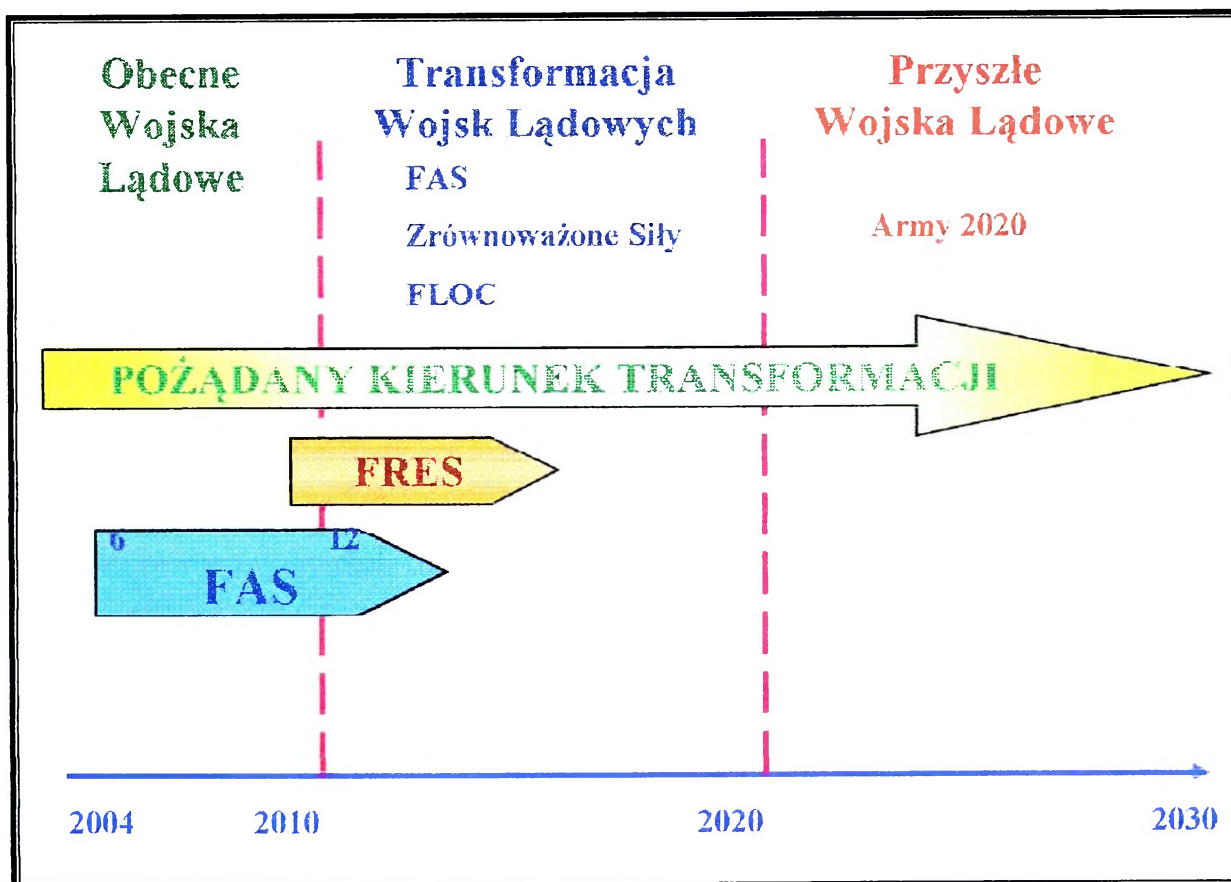 Obecne
Wojska
Lądowe
Transformacja
Wojsk Lądowych
FAS
Zrównoważone Siły
FLOC
Przyszłe
Wojska Lądowe
Army 2020
POŻĄDANY KIERUNEK TRANSFORMACJI
FRES
6 12
FAS
2004 2010 2020 2030